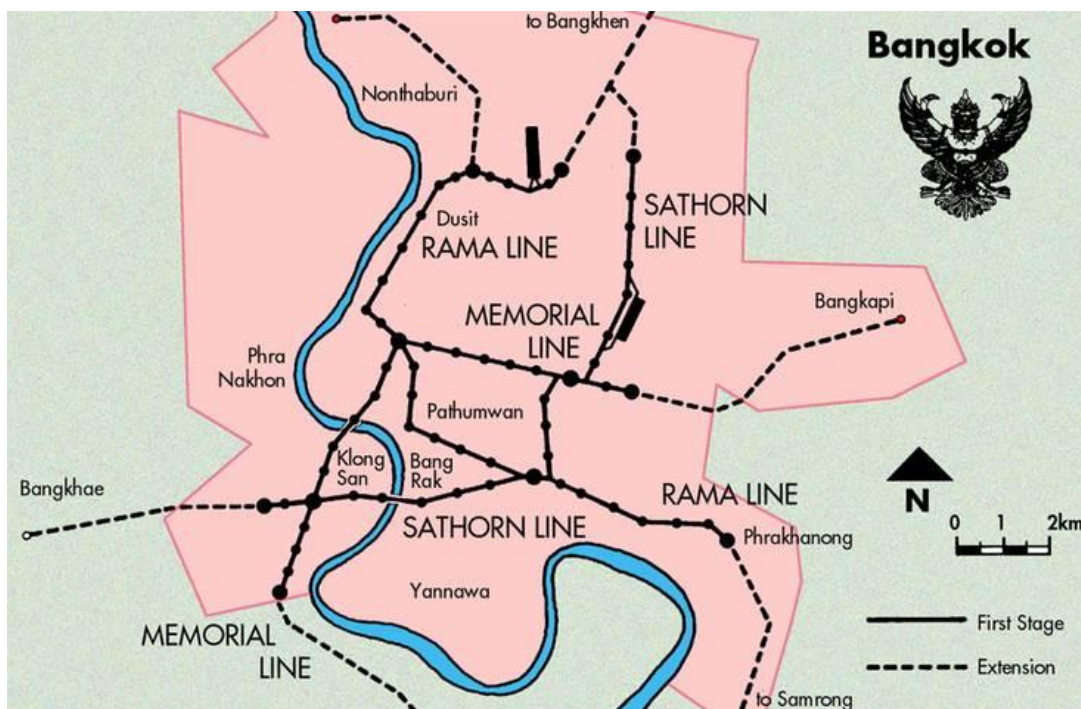 to Bangkhen
Bangkok
Nonthaburi
Dusit
RAMA LINE
SATHORN
LINE
MEMORIAL
LINE
Bangkapi
Phra
Nakhon
Pathumwan
Klong
San
Bang
Rak
Bangkhae
RAMA LINE
SATHORN LINE
Phrakhanong
N
0 1 2km
Yannawa
MEMORIAL
LINE
First Stage
Extension
to Samrong